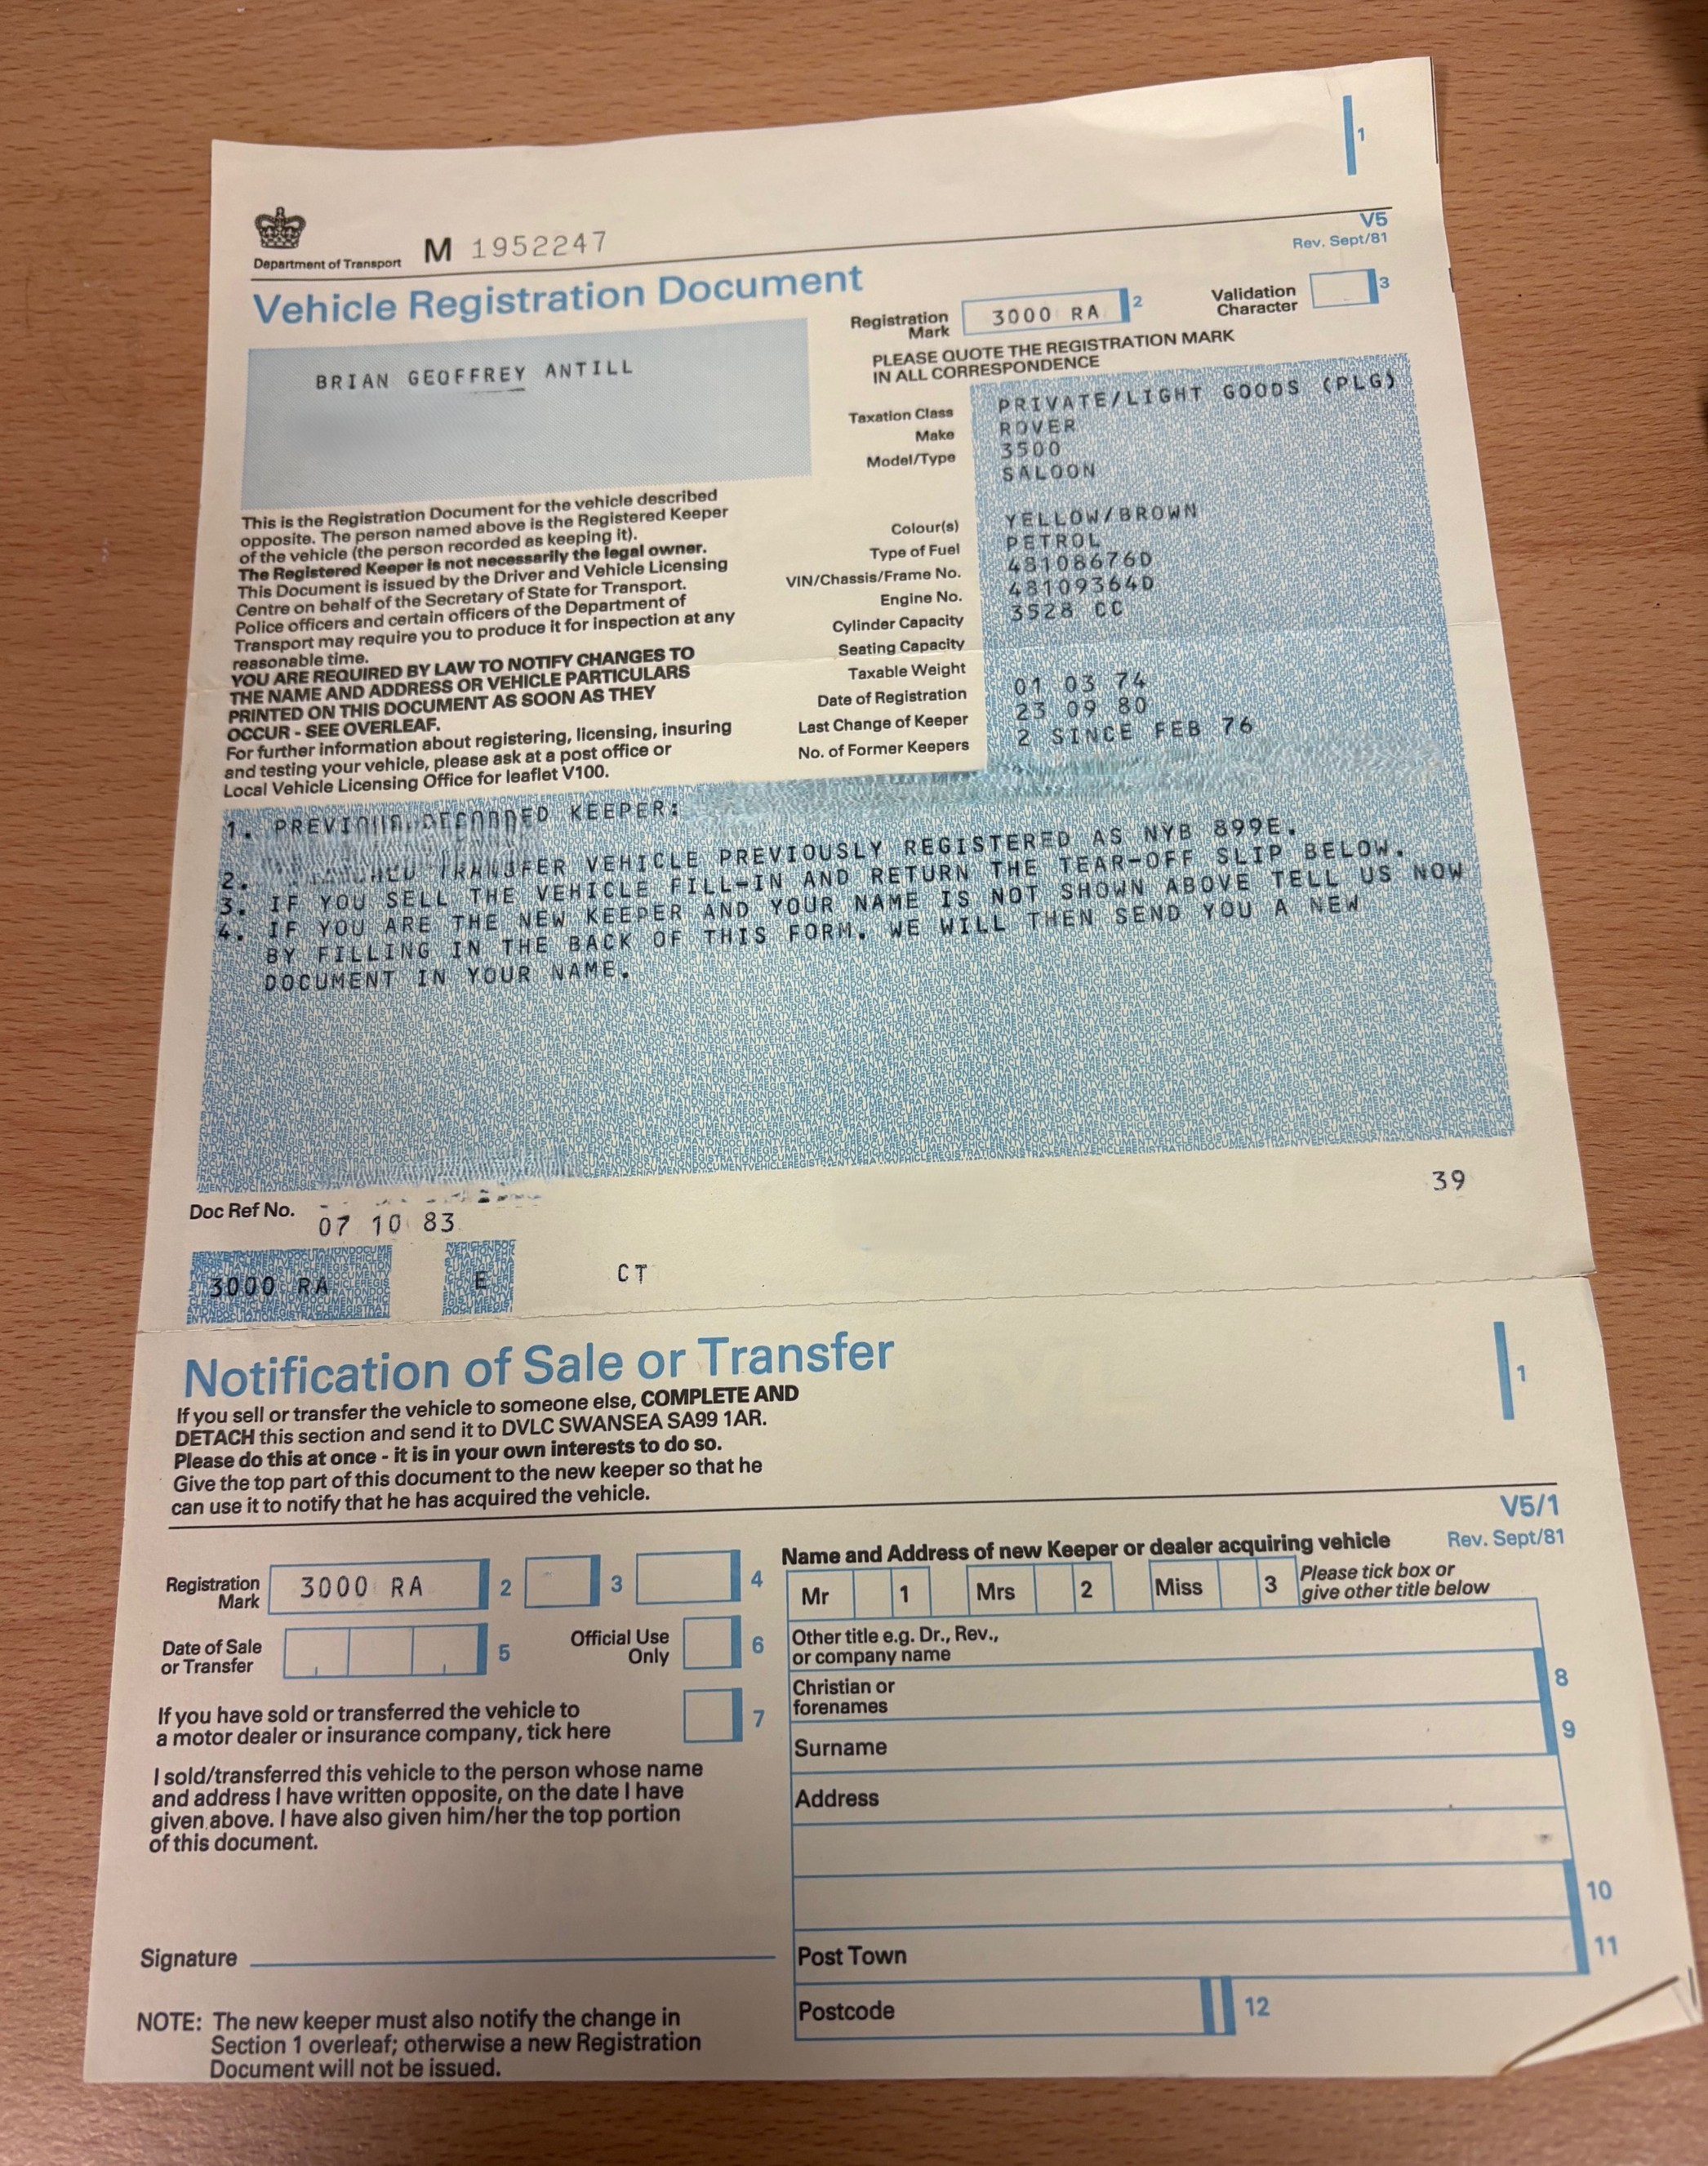 1
Department of Transport
M 1952247
V5
Rev. Sept/81
Vehicle Registration Document
Registration Mark
3000 RA
2
Validation Character
3
PLEASE QUOTE THE REGISTRATION MARK
IN ALL CORRESPONDENCE
BRIAN GEOFFREY ANTILL
This is the Registration Document for the vehicle described
opposite. The person named above is the Registered Keeper
of the vehicle (the person recorded as keeping it).
The Registered Keeper is not necessarily the legal owner.
This Document is issued by the Driver and Vehicle Licensing
Centre on behalf of the Secretary of State for Transport.
Police officers and certain officers of the Department of
Transport may require you to produce it for inspection at any
reasonable time.
YOU ARE REQUIRED BY LAW TO NOTIFY CHANGES TO
THE NAME AND ADDRESS OR VEHICLE PARTICULARS
PRINTED ON THIS DOCUMENT AS SOON AS THEY
OCCUR - SEE OVERLEAF.
For further information about registering, licensing, insuring
and testing your vehicle, please ask at a post office or
Local Vehicle Licensing Office for leaflet V100.
Taxation Class PRIVATE/LIGHT GOODS (PLG)
Make ROVER
Model/Type 3500
SALOON
Colour(s) YELLOW/BROWN
Type of Fuel PETROL
VIN/Chassis/Frame No. 48108676D
Engine No. 48109364D
Cylinder Capacity 3528 CC
Seating Capacity
Taxable Weight
Date of Registration 01 03 74
Last Change of Keeper 23 09 80
No. of Former Keepers 2 SINCE FEB 76
1. KEEPER:
2. TRANSFER VEHICLE PREVIOUSLY REGISTERED AS NYB 899E.
3. IF YOU SELL THE VEHICLE FILL-IN AND RETURN THE TEAR-OFF SLIP BELOW.
4. IF YOU ARE THE NEW KEEPER AND YOUR NAME IS NOT SHOWN ABOVE TELL US NOW
BY FILLING IN THE BACK OF THIS FORM. WE WILL THEN SEND YOU A NEW
DOCUMENT IN YOUR NAME.
39
Doc Ref No.
07 10 83
3000 RA E CT
Notification of Sale or Transfer
1
If you sell or transfer the vehicle to someone else, COMPLETE AND
DETACH this section and send it to DVLC SWANSEA SA99 1AR.
Please do this at once - it is in your own interests to do so.
Give the top part of this document to the new keeper so that he
can use it to notify that he has acquired the vehicle.
V5/1
Rev. Sept/81
Registration Mark
3000 RA
2
3
4
Date of Sale or Transfer
5
Official Use Only
6
If you have sold or transferred the vehicle to
a motor dealer or insurance company, tick here
7
I sold/transferred this vehicle to the person whose name
and address I have written opposite, on the date I have
given above. I have also given him/her the top portion
of this document.
Signature
NOTE: The new keeper must also notify the change in
Section 1 overleaf; otherwise a new Registration
Document will not be issued.
Name and Address of new Keeper or dealer acquiring vehicle
Mr 1 Mrs 2 Miss 3
Please tick box or
give other title below
Other title e.g. Dr., Rev.,
or company name
Christian or
forenames
8
Surname
9
Address
10
Post Town
11
Postcode
12